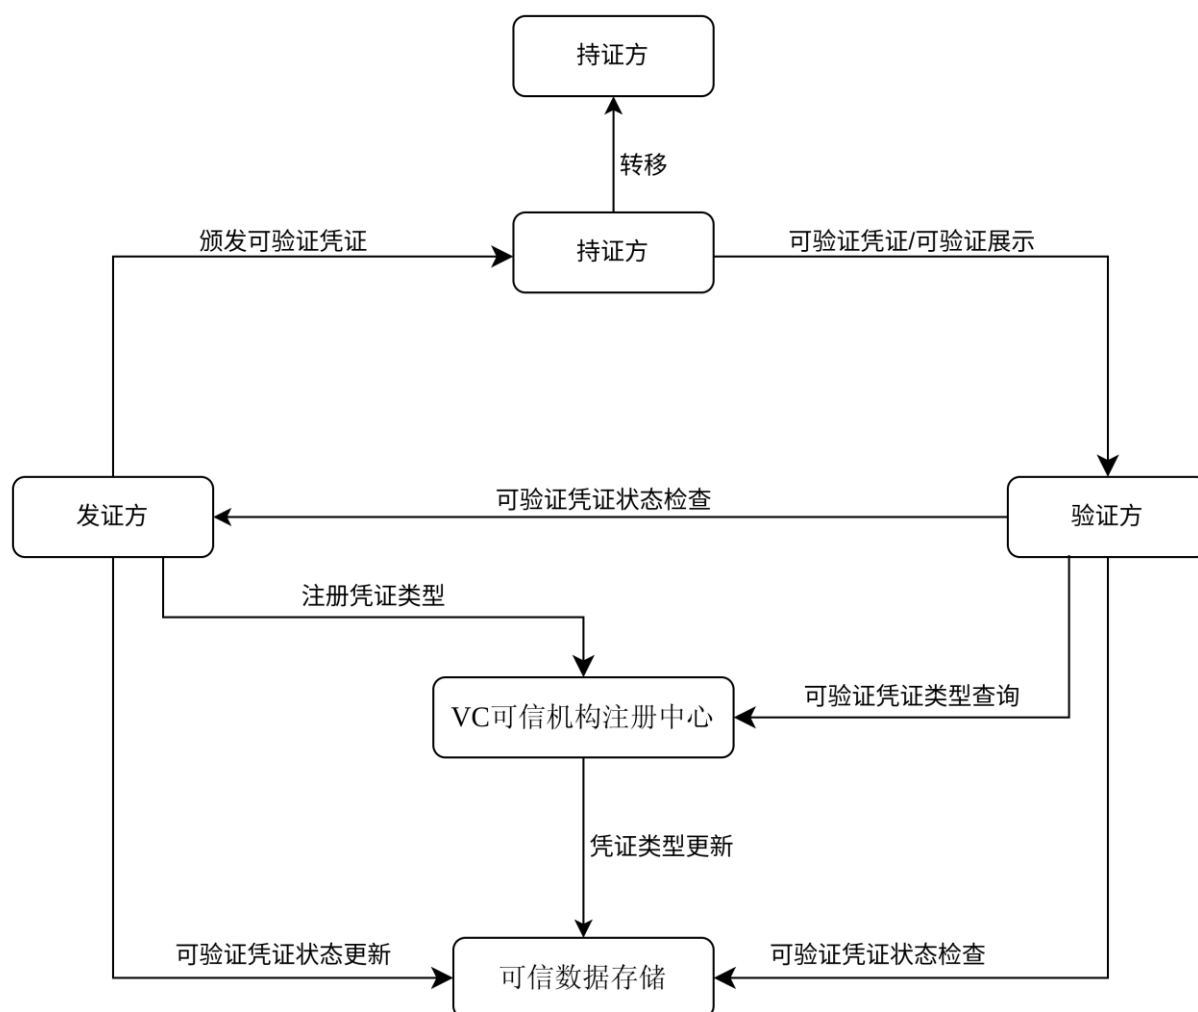 持证方
转移
颁发可验证凭证
持证方
可验证凭证/可验证展示
发证方
可验证凭证状态检查
验证方
注册凭证类型
VC可信机构注册中心
可验证凭证类型查询
凭证类型更新
可验证凭证状态更新
可信数据存储
可验证凭证状态检查